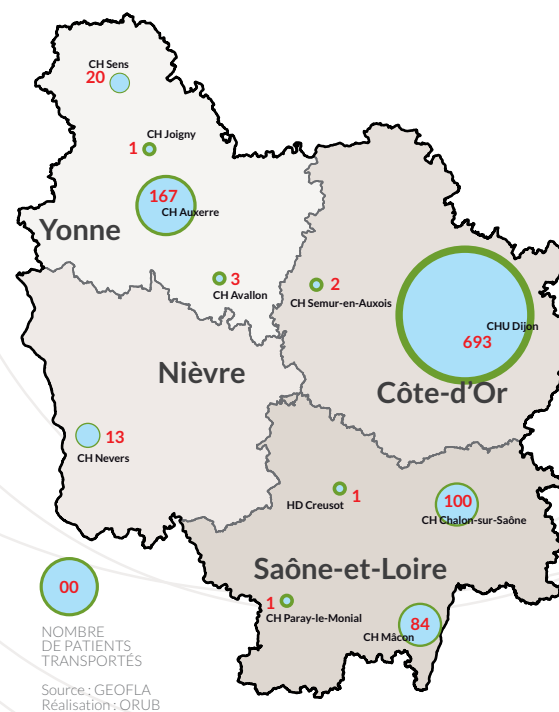 CH Sens
20
CH Joigny
1
167
CH Auxerre
Yonne
3
CH Avallon
2
CH Semur-en-Auxois
CHU Dijon
693
Nièvre
Côte-d'Or
13
CH Nevers
1
HD Creusot
100
CH Chalon-sur-Saône
Saône-et-Loire
1
CH Paray-le-Monial
84
CH Mâcon
00
NOMBRE
DE PATIENTS
TRANSPORTÉS
Source : GEOFLA
Réalisation : ORUB